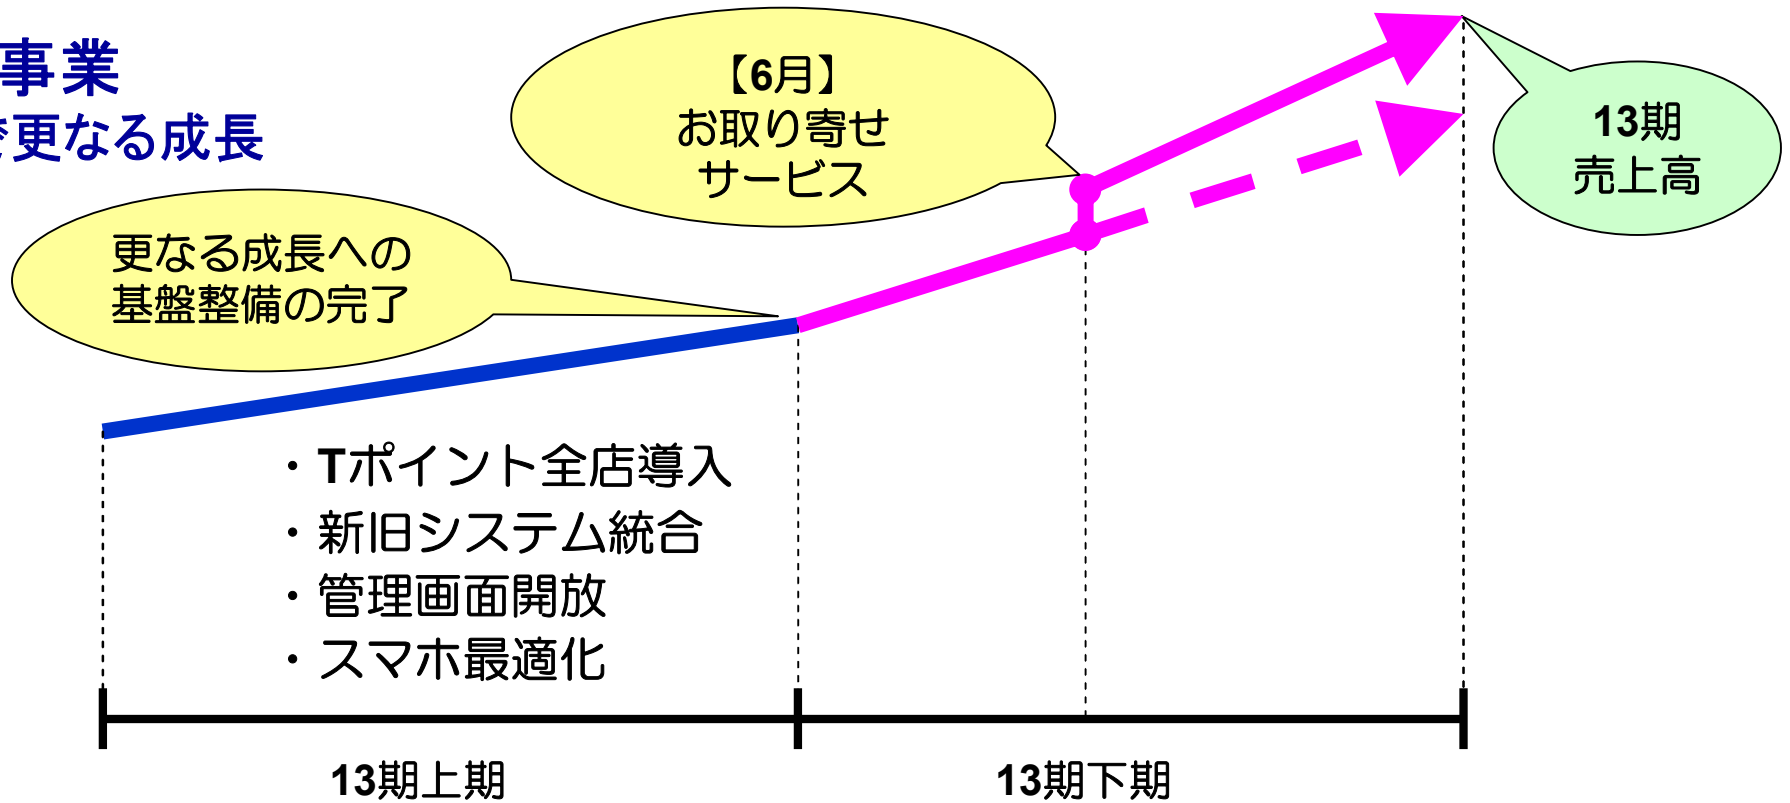 事業
更なる成長
【6月】
お取り寄せ
サービス
13期
売上高
更なる成長への
基盤整備の完了
・Tポイント全店導入
・新旧システム統合
・管理画面開放
・スマホ最適化
13期上期
13期下期